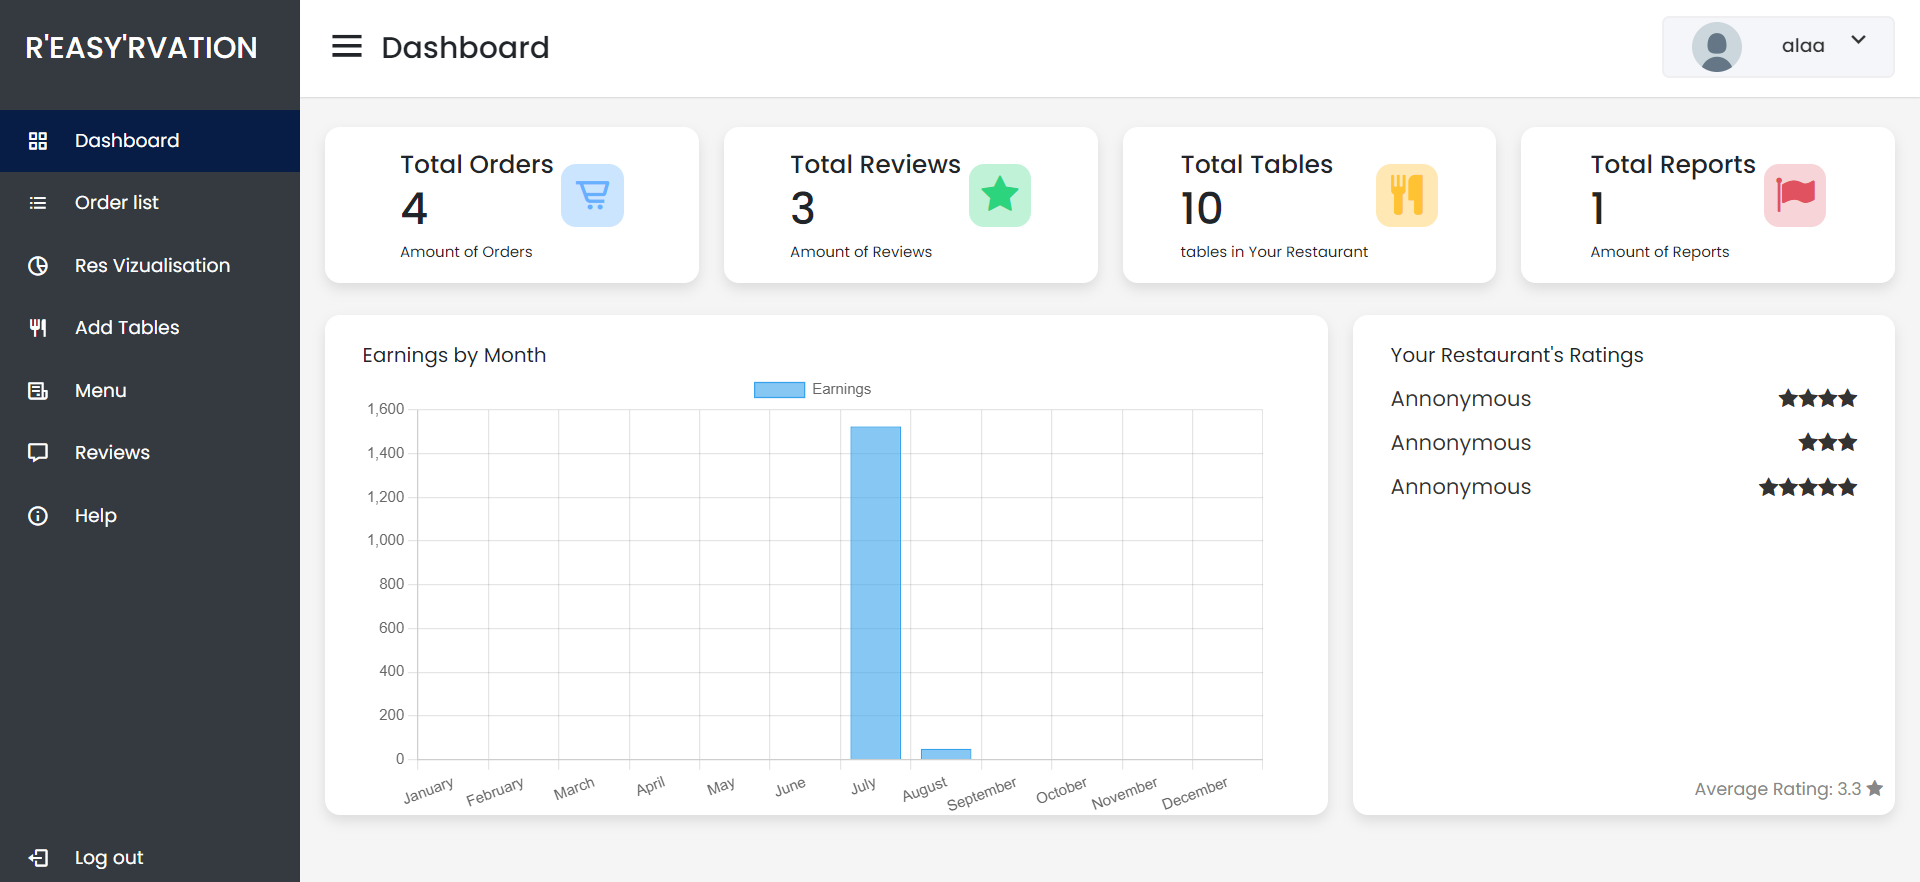 R'EASY'RVATION
Dashboard
Order list
Res Vizualisation
Add Tables
Menu
Reviews
Help
Log out
Dashboard
alaa
Total Orders
4
Amount of Orders
Total Reviews
3
Amount of Reviews
Total Tables
10
tables in Your Restaurant
Total Reports
1
Amount of Reports
Earnings by Month
Earnings
1,600
1,400
1,200
1,000
800
600
400
200
0
January
February
March
April
May
June
July
August
September
October
November
December
Your Restaurant's Ratings
Annonymous
Annonymous
Annonymous
Average Rating: 3.3